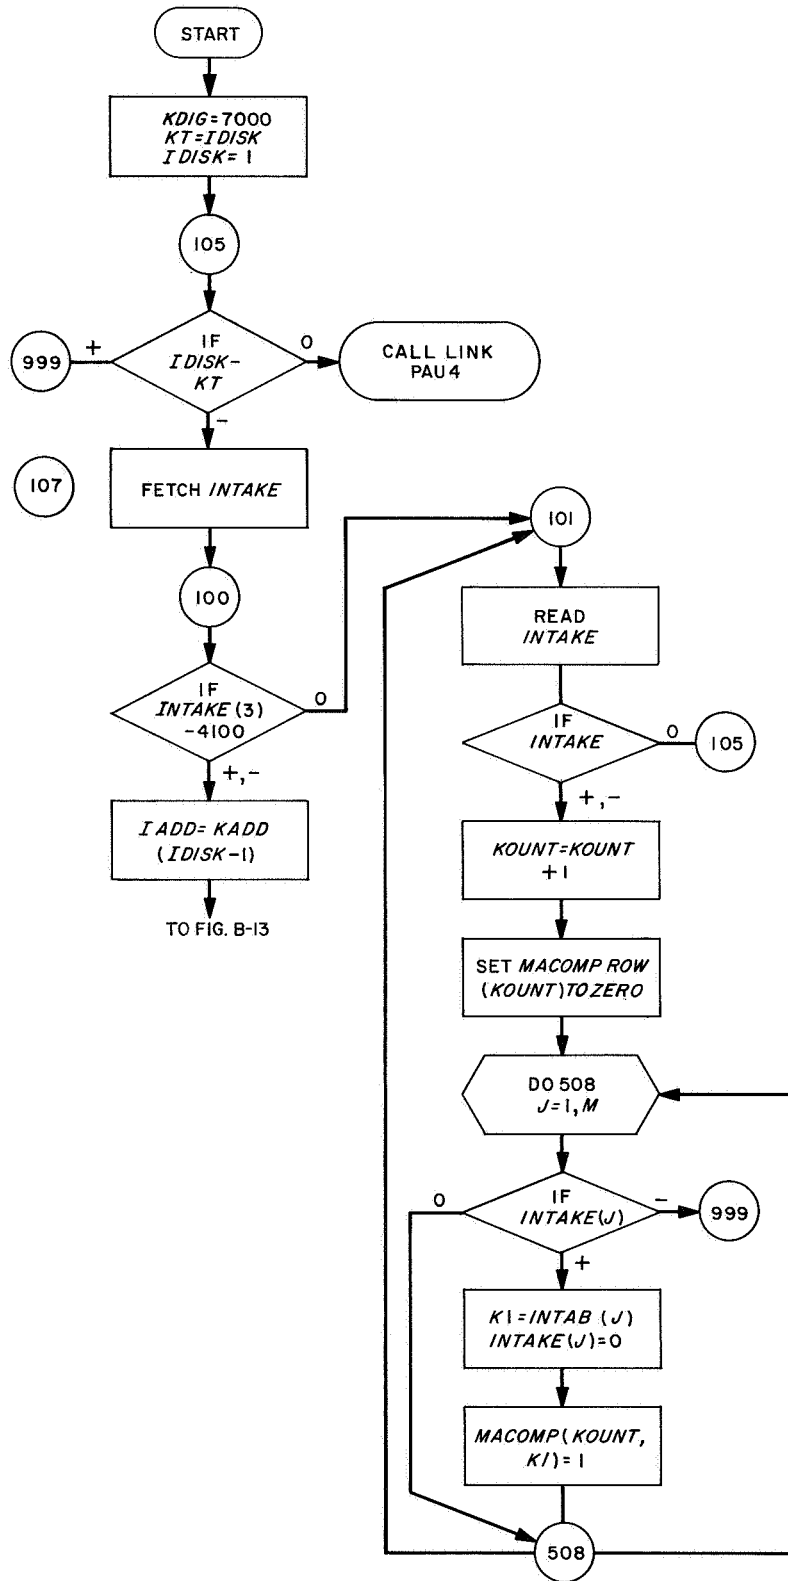 START
KDIG=7000
KT=IDISK
IDISK=1
105
999
+
IF
IDISK-
KT
0
CALL LINK
PAU4
-
107
FETCH INTAKE
100
IF
INTAKE(3)
-4100
0
+,-
IADD=KADD
(IDISK-1)
TO FIG. B-13
101
READ
INTAKE
IF
INTAKE
0
105
+,-
KOUNT=KOUNT
+1
SET MACOMP ROW
(KOUNT)TO ZERO
DO 508
J=1,M
0
IF
INTAKE(J)
-
999
+
K1=INTAB (J)
INTAKE(J)=0
MACOMP(KOUNT,
K1)=1
508